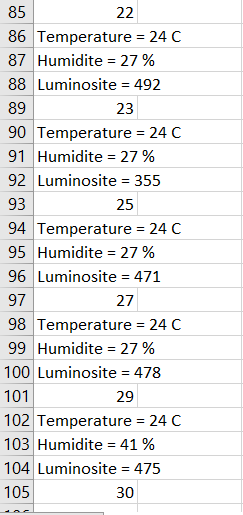 85 22
86 Temperature = 24 C
87 Humidite = 27 %
88 Luminosite = 492
89 23
90 Temperature = 24 C
91 Humidite = 27 %
92 Luminosite = 355
93 25
94 Temperature = 24 C
95 Humidite = 27 %
96 Luminosite = 471
97 27
98 Temperature = 24 C
99 Humidite = 27 %
100 Luminosite = 478
101 29
102 Temperature = 24 C
103 Humidite = 41 %
104 Luminosite = 475
105 30